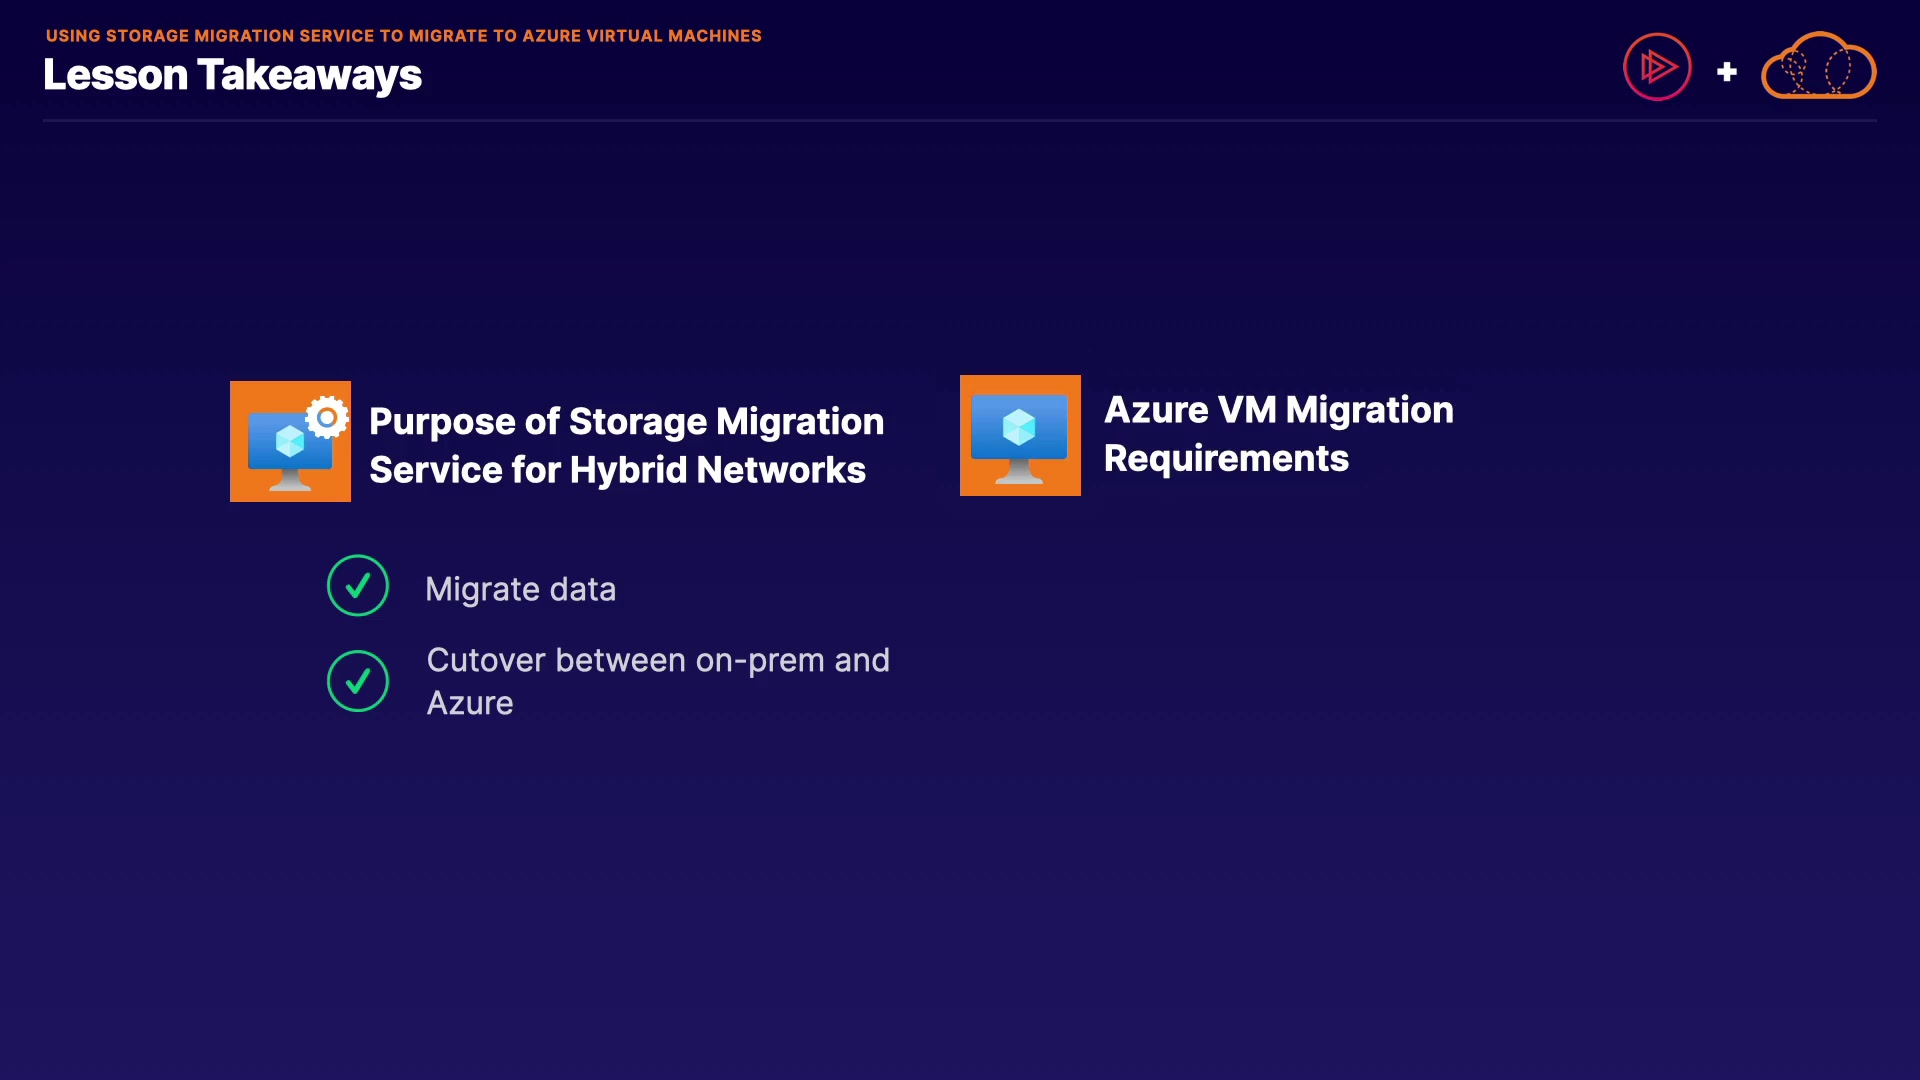 USING STORAGE MIGRATION SERVICE TO MIGRATE TO AZURE VIRTUAL MACHINES
Lesson Takeaways
Purpose of Storage Migration
Service for Hybrid Networks
Migrate data
Cutover between on-prem and
Azure
Azure VM Migration
Requirements